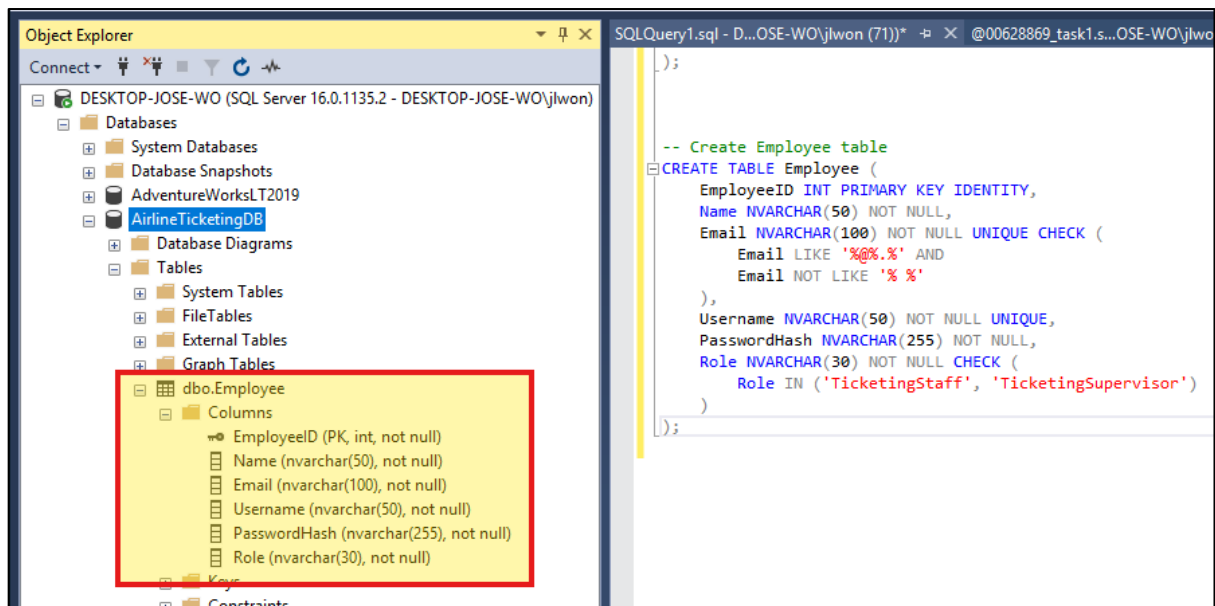 Object Explorer
Connect
DESKTOP-JOSE-WO (SQL Server 16.0.1135.2 - DESKTOP-JOSE-WO\jlwon)
Databases
System Databases
Database Snapshots
AdventureWorksLT2019
AirlineTicketingDB
Database Diagrams
Tables
System Tables
FileTables
External Tables
Graph Tables
dbo.Employee
Columns
EmployeeID (PK, int, not null)
Name (nvarchar(50), not null)
Email (nvarchar(100), not null)
Username (nvarchar(50), not null)
PasswordHash (nvarchar(255), not null)
Role (nvarchar(30), not null)
Keys
Constraints
SQLQuery1.sql - D...OSE-WO\jlwon (71))* @00628869_task1.s...OSE-WO\jlwo
);
-- Create Employee table
CREATE TABLE Employee (
EmployeeID INT PRIMARY KEY IDENTITY,
Name NVARCHAR(50) NOT NULL,
Email NVARCHAR(100) NOT NULL UNIQUE CHECK (
Email LIKE '%@%.%' AND
Email NOT LIKE '% %'
),
Username NVARCHAR(50) NOT NULL UNIQUE,
PasswordHash NVARCHAR(255) NOT NULL,
Role NVARCHAR(30) NOT NULL CHECK (
Role IN ('TicketingStaff', 'TicketingSupervisor')
)
);